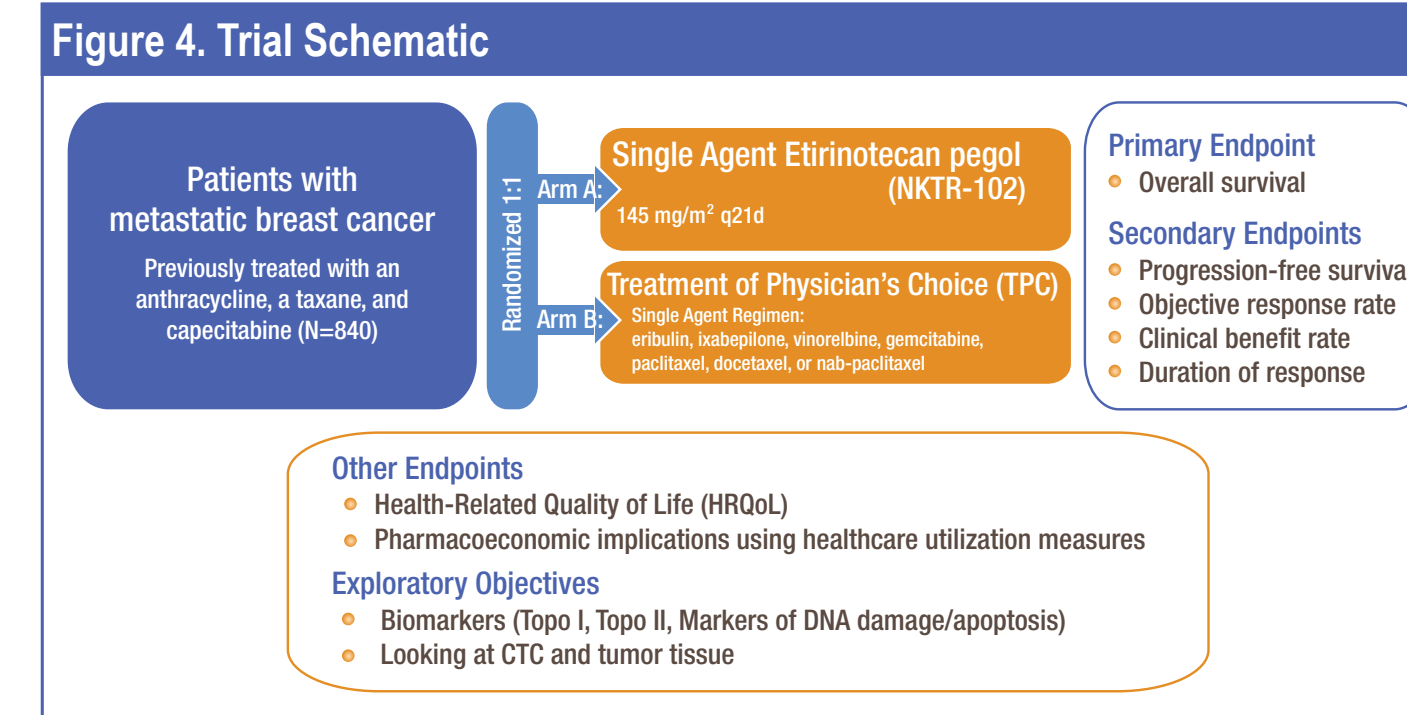 Figure 4. Trial Schematic
Patients with
metastatic breast cancer
Previously treated with an
anthracycline, a taxane, and
capecitabine (N=840)
Randomized 1:1
Arm A:
Single Agent Etirinotecan pegol
(NKTR-102)
145 mg/m² q21d
Arm B:
Treatment of Physician’s Choice (TPC)
Single Agent Regimen:
eribulin, ixabepilone, vinorelbine, gemcitabine,
paclitaxel, docetaxel, or nab-paclitaxel
Primary Endpoint
Overall survival
Secondary Endpoints
Progression-free surviva
Objective response rate
Clinical benefit rate
Duration of response
Other Endpoints
Health-Related Quality of Life (HRQoL)
Pharmacoeconomic implications using healthcare utilization measures
Exploratory Objectives
Biomarkers (Topo I, Topo II, Markers of DNA damage/apoptosis)
Looking at CTC and tumor tissue